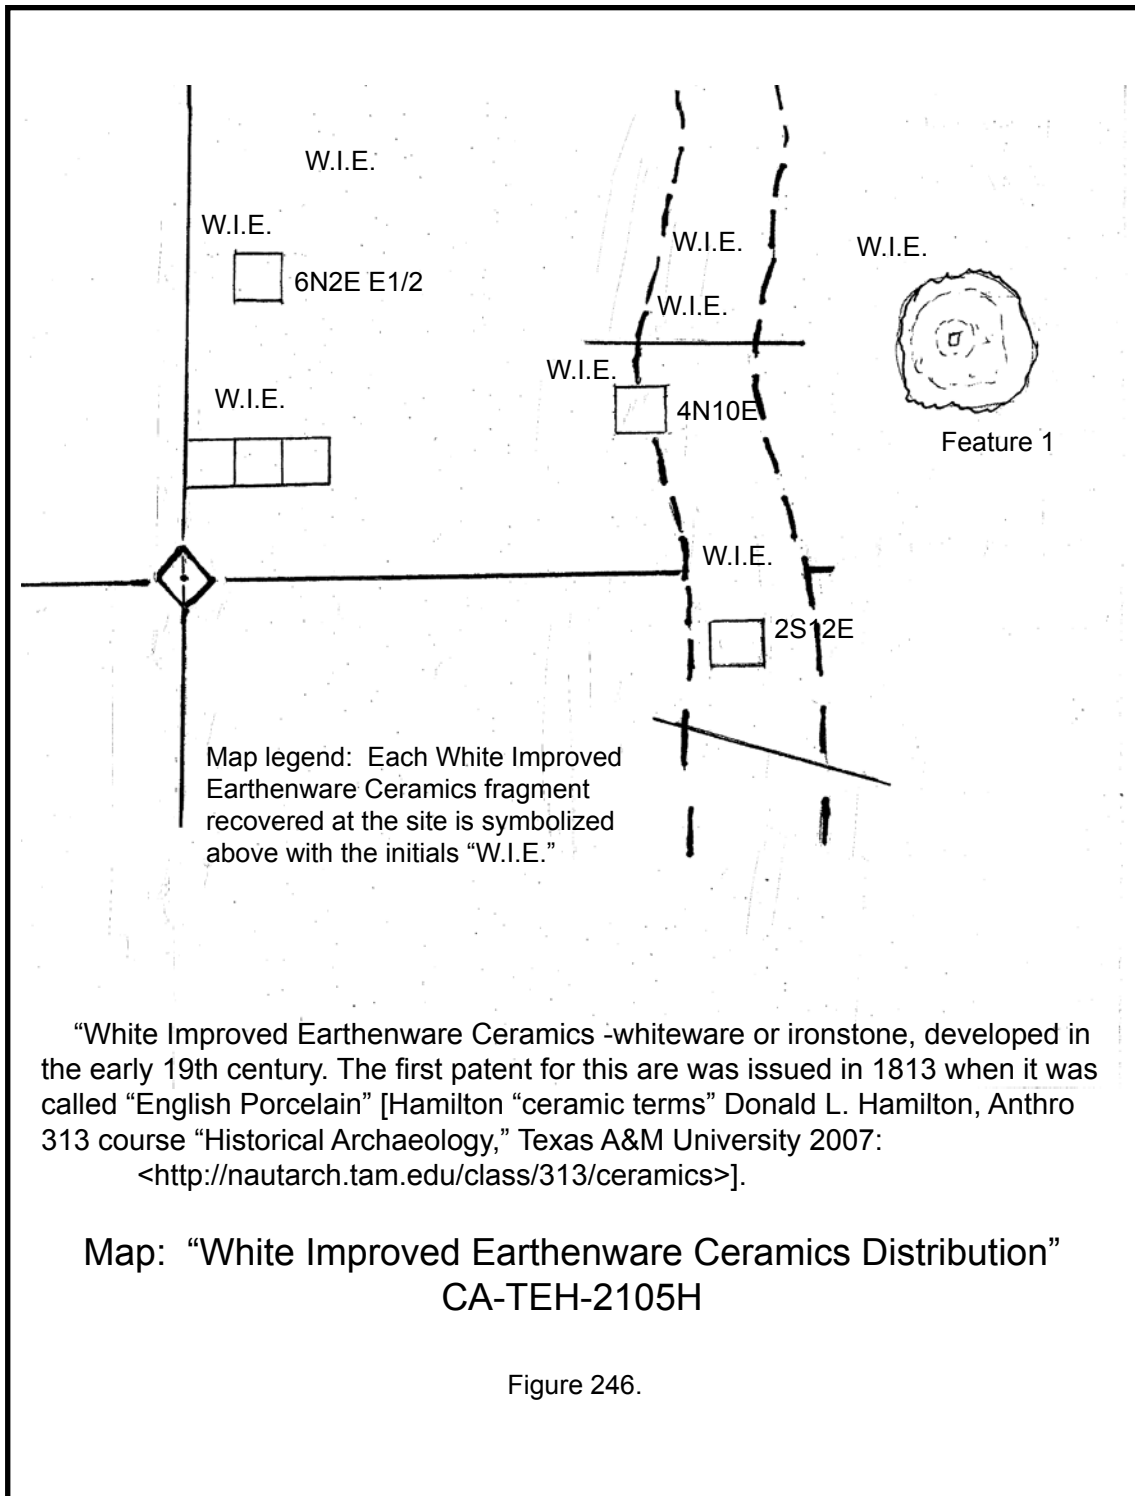 W.I.E.
W.I.E.
6N2E E1/2
W.I.E.
W.I.E.
W.I.E.
W.I.E.
4N10E
W.I.E.
Feature 1
W.I.E.
W.I.E.
2S12E
Map legend:  Each White Improved
Earthenware Ceramics fragment
recovered at the site is symbolized
above with the initials “W.I.E.”
“White Improved Earthenware Ceramics -whiteware or ironstone, developed in
the early 19th century. The first patent for this are was issued in 1813 when it was
called “English Porcelain” [Hamilton “ceramic terms” Donald L. Hamilton, Anthro
313 course “Historical Archaeology,” Texas A&M University 2007:
<http://nautarch.tam.edu/class/313/ceramics>].
Map:  “White Improved Earthenware Ceramics Distribution”
CA-TEH-2105H
Figure 246.